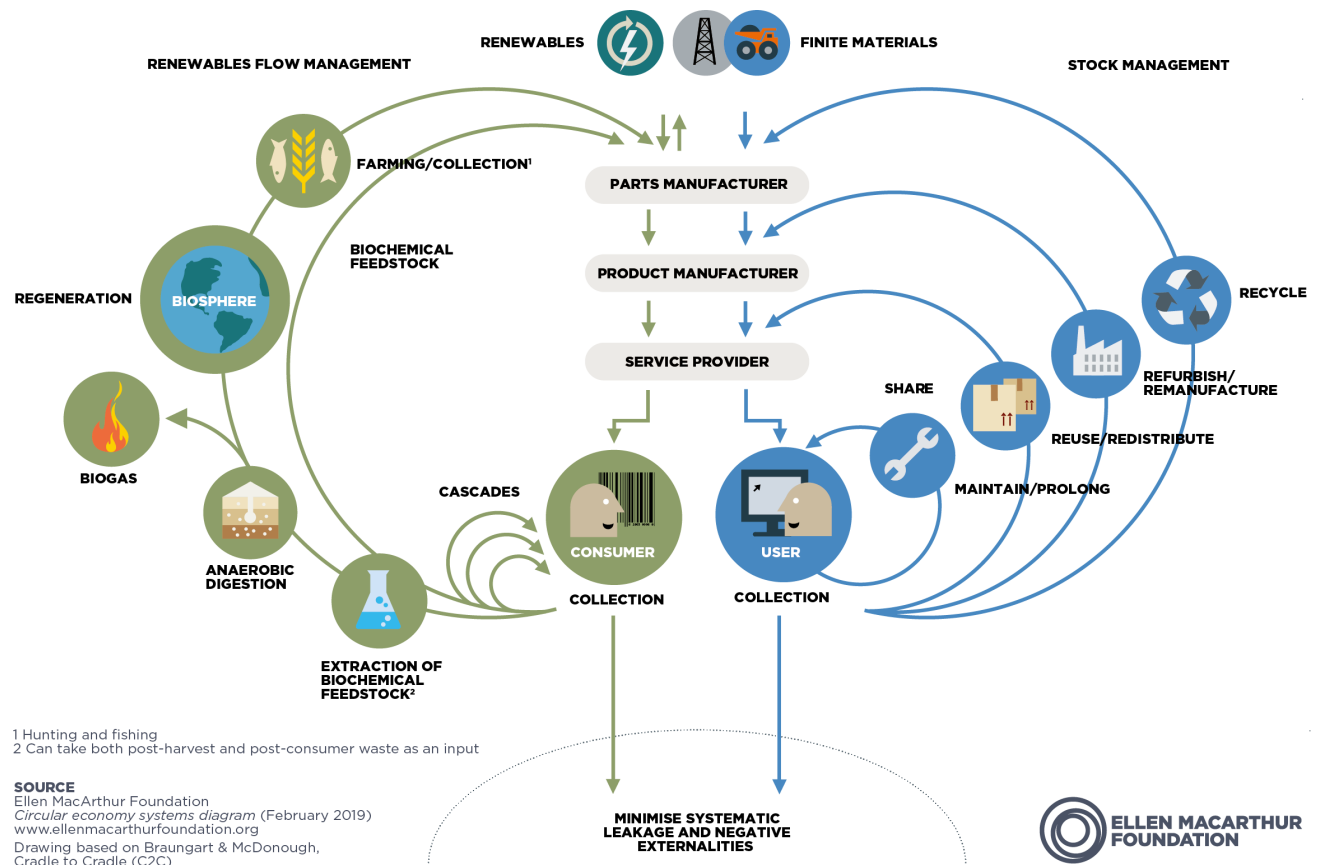 RENEWABLES
FINITE MATERIALS
RENEWABLES FLOW MANAGEMENT
STOCK MANAGEMENT
FARMING/COLLECTION¹
PARTS MANUFACTURER
BIOCHEMICAL
FEEDSTOCK
PRODUCT MANUFACTURER
REGENERATION
BIOSPHERE
RECYCLE
SERVICE PROVIDER
SHARE
REFURBISH/
REMANUFACTURE
REUSE/REDISTRIBUTE
BIOGAS
CASCADES
MAINTAIN/PROLONG
CONSUMER
USER
ANAEROBIC
DIGESTION
COLLECTION
COLLECTION
EXTRACTION OF
BIOCHEMICAL
FEEDSTOCK²
1 Hunting and fishing
2 Can take both post-harvest and post-consumer waste as an input
SOURCE
Ellen MacArthur Foundation
Circular economy systems diagram (February 2019)
www.ellenmacarthurfoundation.org
Drawing based on Braungart & McDonough,
Cradle to Cradle (C2C)
MINIMISE SYSTEMATIC
LEAKAGE AND NEGATIVE
EXTERNALITIES
ELLEN MACARTHUR
FOUNDATION